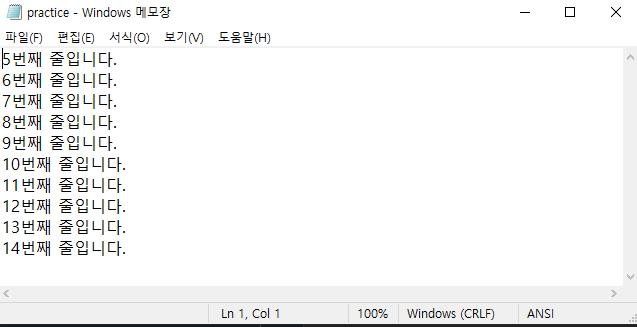 practice - Windows 메모장
파일(F) 편집(E) 서식(O) 보기(V) 도움말(H)
5번째 줄입니다.
6번째 줄입니다.
7번째 줄입니다.
8번째 줄입니다.
9번째 줄입니다.
10번째 줄입니다.
11번째 줄입니다.
12번째 줄입니다.
13번째 줄입니다.
14번째 줄입니다.
Ln 1, Col 1 100% Windows (CRLF) ANSI